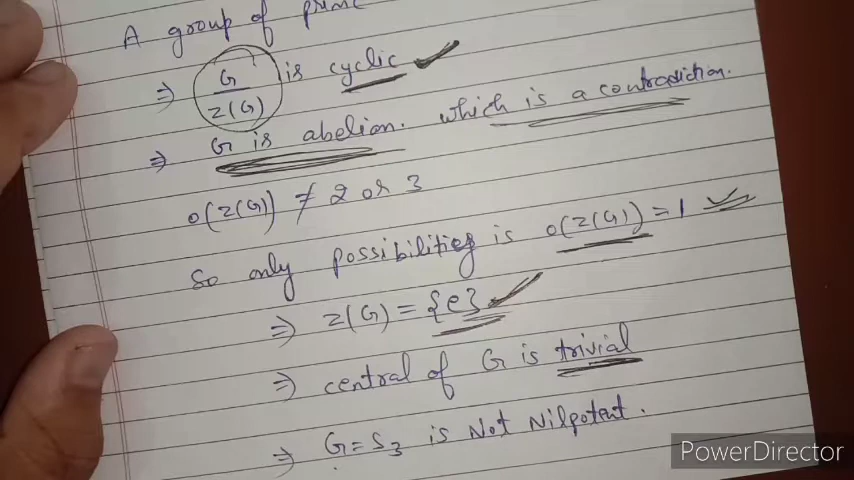 A group of prime
⇒ G/Z(G) is cyclic ✓
⇒ G is abelian. which is a contradiction.
o(Z(G)) ≠ 2 or 3
So only possibilities is o(Z(G)) = 1 ✓
⇒ Z(G) = {e} ✓
⇒ central of G is trivial
⇒ G = S₃ is Not Nilpotent.
PowerDirector